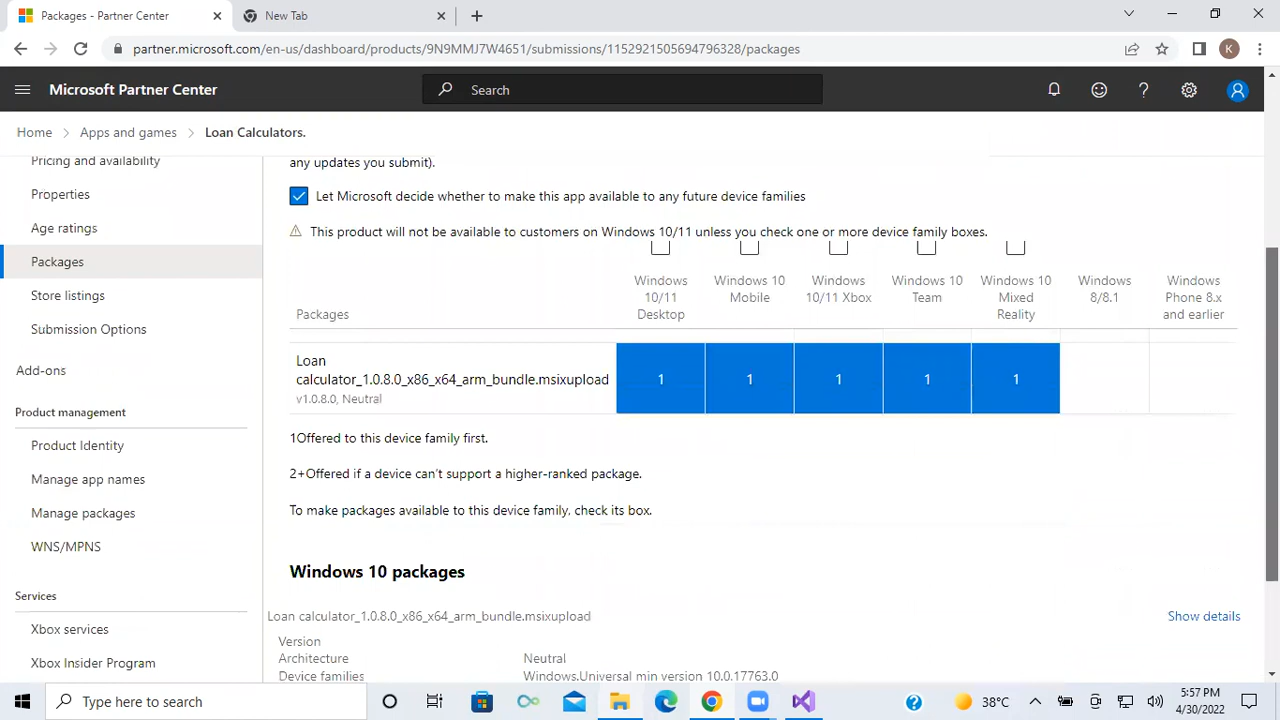 Packages - Partner Center
New Tab
partner.microsoft.com/en-us/dashboard/products/9N9MMJ7W4651/submissions/1152921505694796328/packages
K
Microsoft Partner Center
Search
Home
Apps and games
Loan Calculators.
Pricing and availability
Properties
Age ratings
Packages
Store listings
Submission Options
Add-ons
Product management
Product Identity
Manage app names
Manage packages
WNS/MPNS
Services
Xbox services
Xbox Insider Program
any updates you submit).
Let Microsoft decide whether to make this app available to any future device families
This product will not be available to customers on Windows 10/11 unless you check one or more device family boxes.
Packages
Windows 10/11 Desktop
Windows 10 Mobile
Windows 10/11 Xbox
Windows 10 Team
Windows 10 Mixed Reality
Windows 8/8.1
Windows Phone 8.x and earlier
Loan
calculator_1.0.8.0_x86_x64_arm_bundle.msixupload
v1.0.8.0, Neutral
1 1 1 1 1
1Offered to this device family first.
2+Offered if a device can't support a higher-ranked package.
To make packages available to this device family, check its box.
Windows 10 packages
Loan calculator_1.0.8.0_x86_x64_arm_bundle.msixupload
Show details
Version
Architecture Neutral
Device families Windows.Universal min version 10.0.17763.0
Type here to search
38°C
5:57 PM
4/30/2022